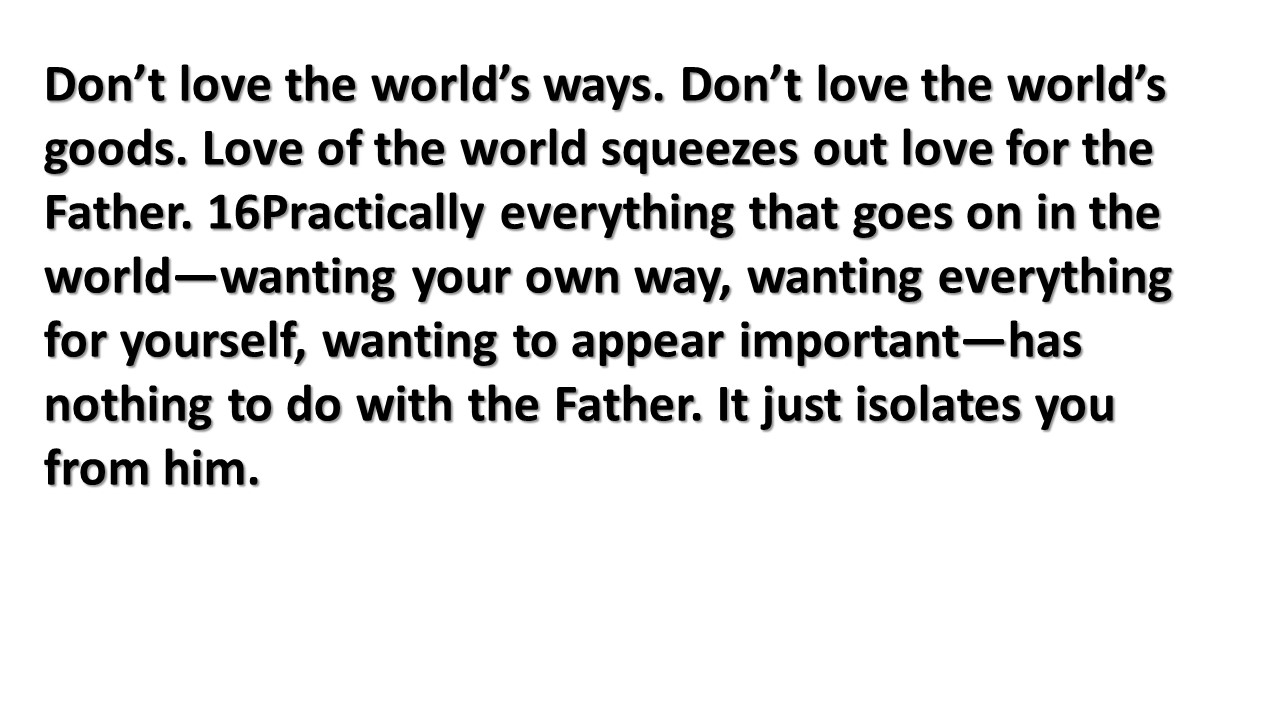 Don’t love the world’s ways. Don’t love the world’s
goods. Love of the world squeezes out love for the
Father. 16Practically everything that goes on in the
world—wanting your own way, wanting everything
for yourself, wanting to appear important—has
nothing to do with the Father. It just isolates you
from him.